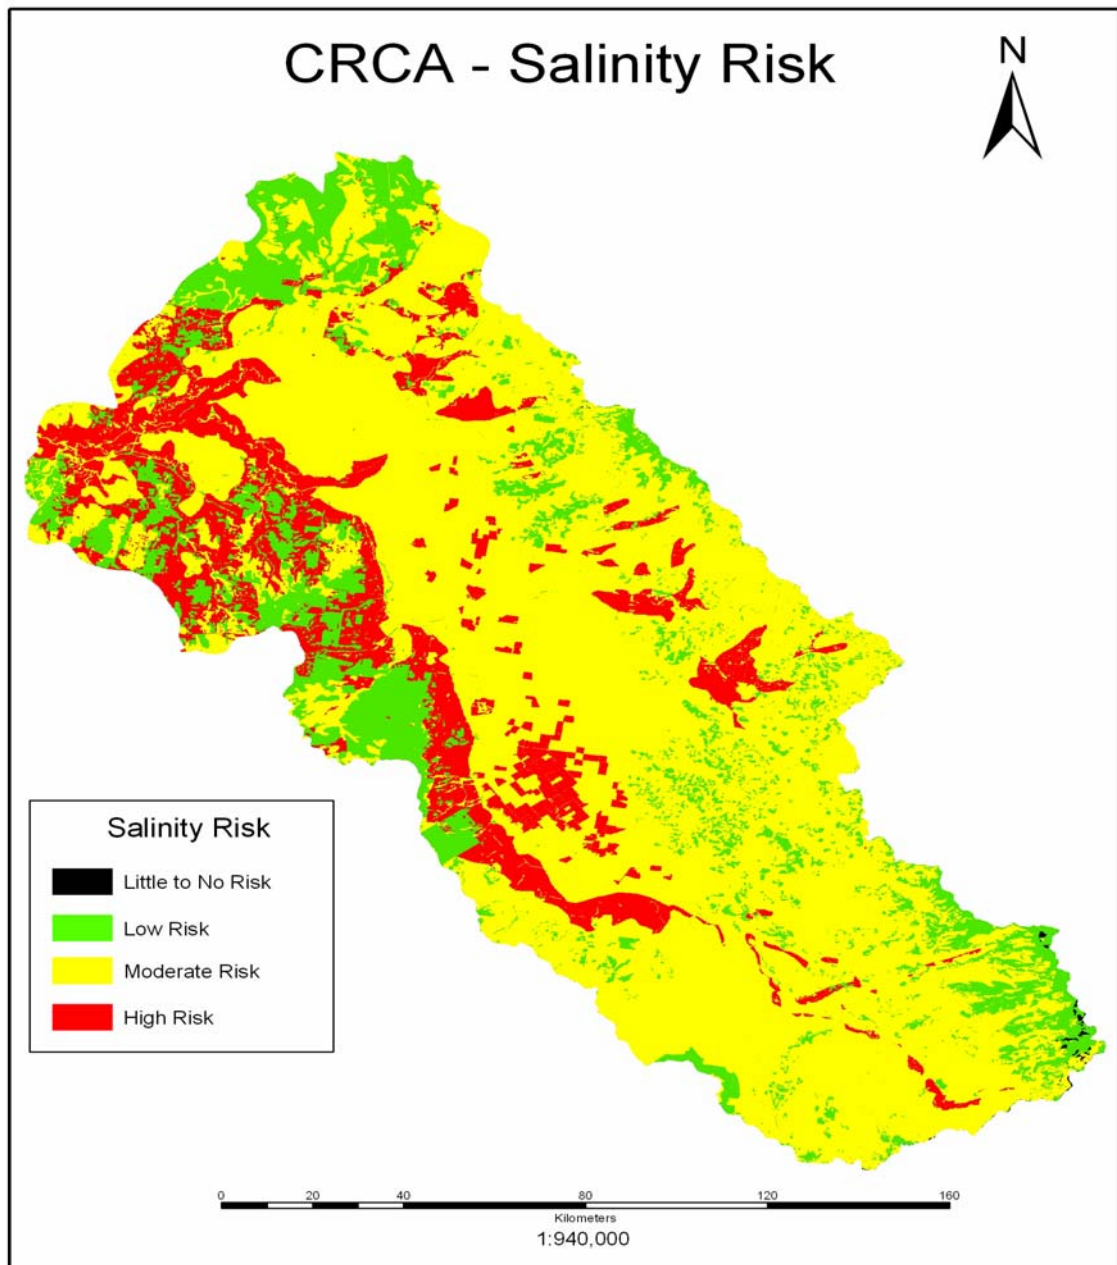 CRCA - Salinity Risk
N
Salinity Risk
Little to No Risk
Low Risk
Moderate Risk
High Risk
0 20 40 80 120 160
Kilometers
1:940,000